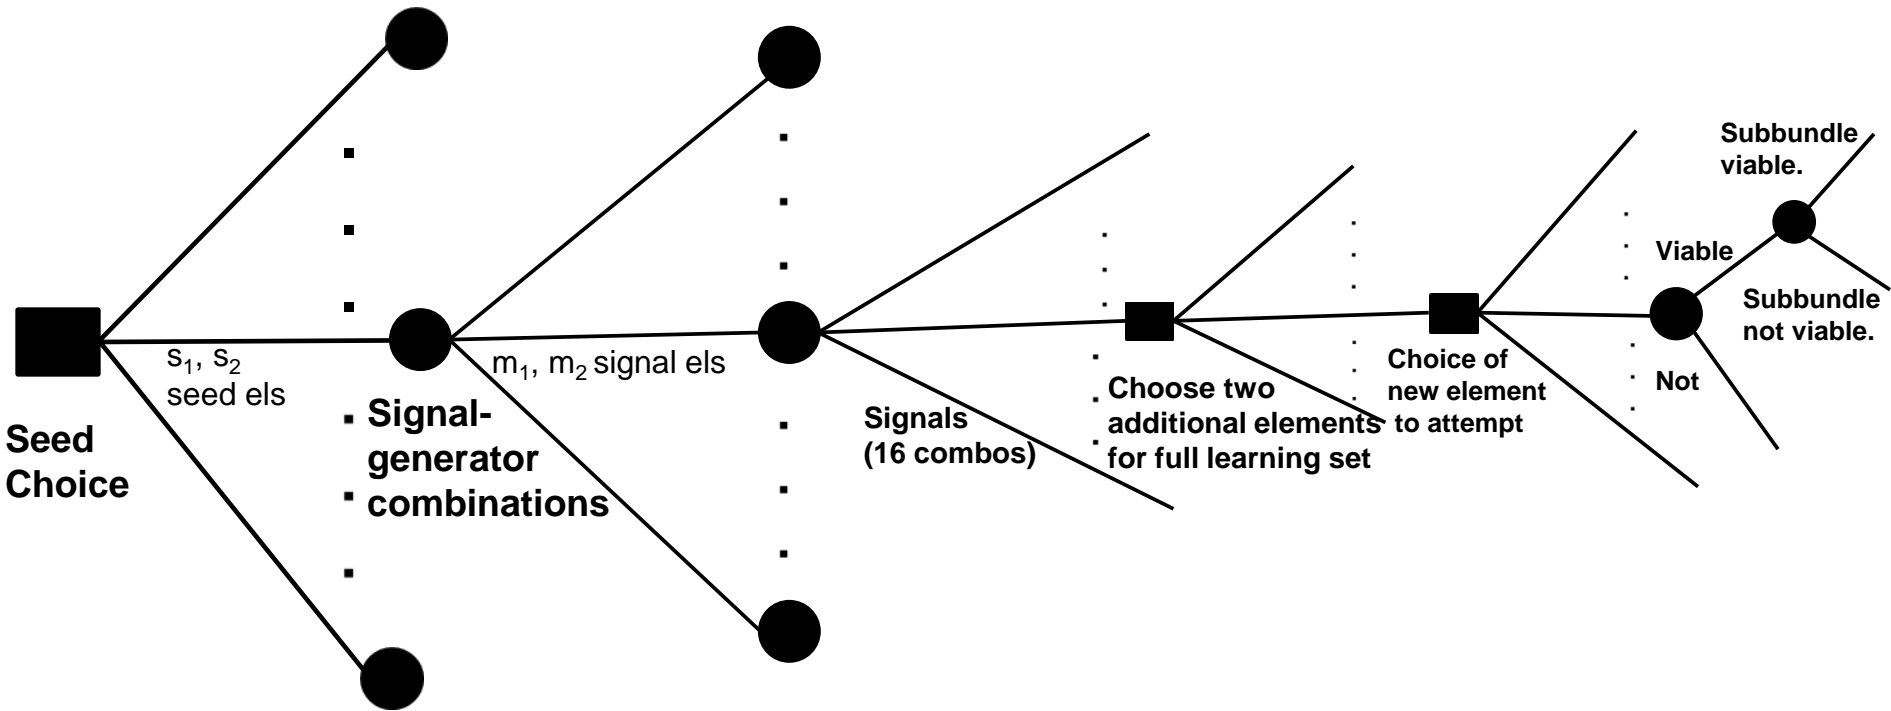 Seed
Choice
s₁, s₂
seed els
Signal-
generator
combinations
m₁, m₂ signal els
Signals
(16 combos)
Choose two
additional elements
for full learning set
Choice of
new element
to attempt
Viable
Not
Subbundle
viable.
Subbundle
not viable.